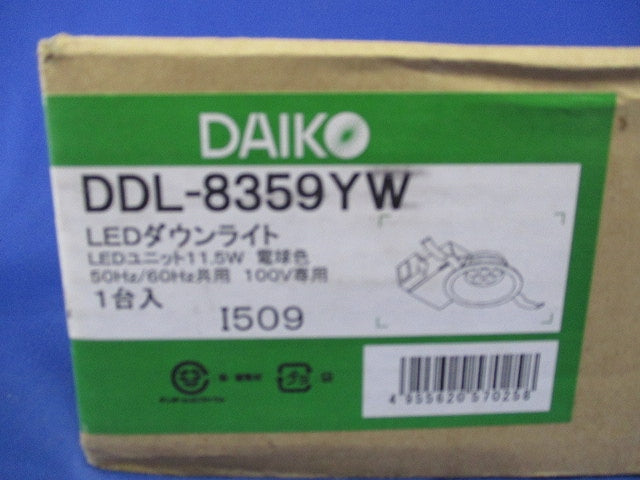 DAIKO
DDL-8359YW
LEDダウンライト
LEDユニット11.5W 電球色
50Hz/60Hz共用 100V専用
1台入
I509
プラ
4 955620 570258